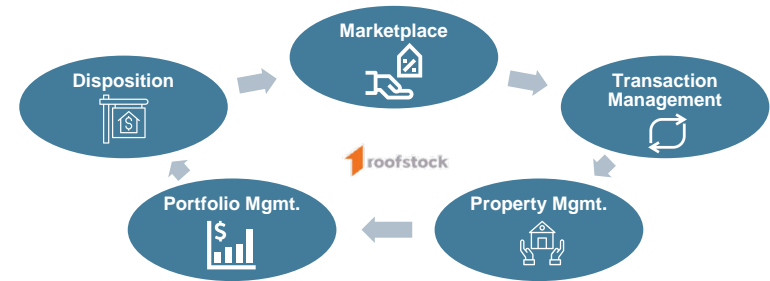 Marketplace
Disposition
Transaction
Management
roofstock
Portfolio Mgmt.
Property Mgmt.
$
$
%